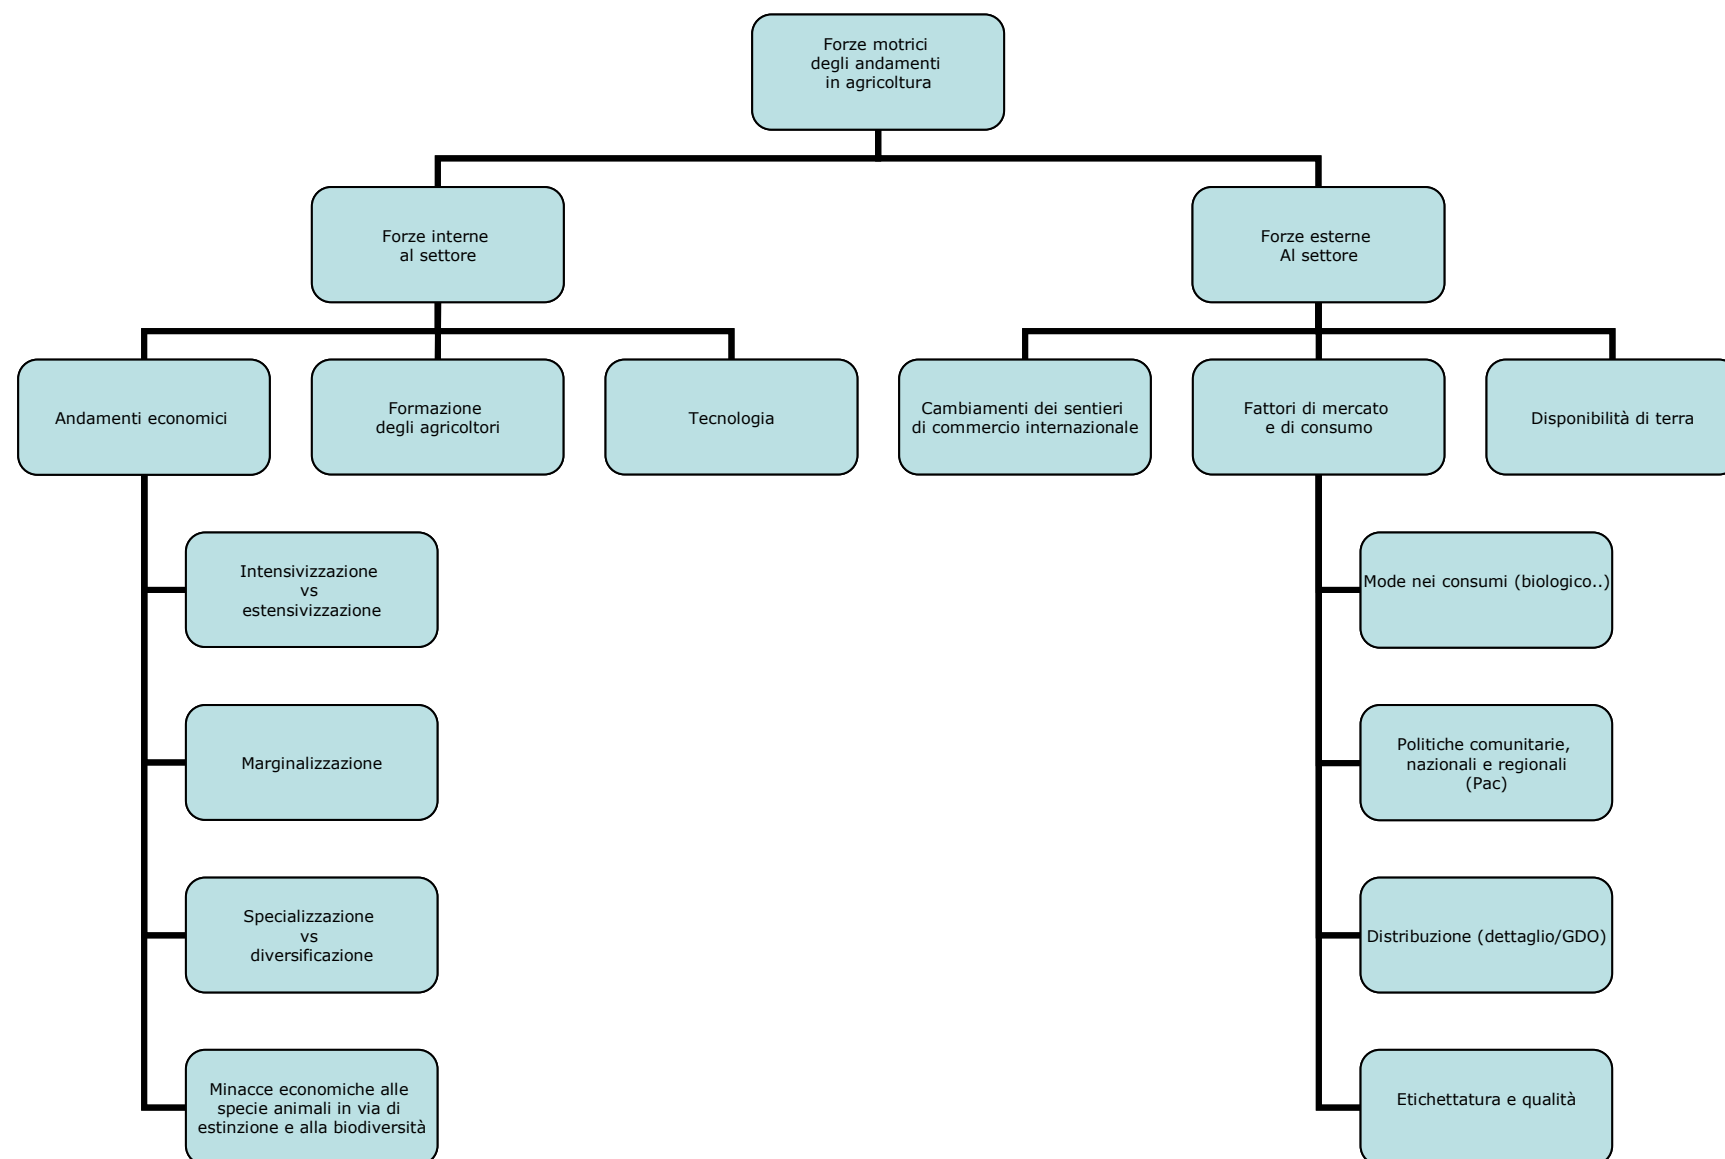 Forze motrici
degli andamenti
in agricoltura
Forze interne
al settore
Forze esterne
Al settore
Andamenti economici
Formazione
degli agricoltori
Tecnologia
Cambiamenti dei sentieri
di commercio internazionale
Fattori di mercato
e di consumo
Disponibilità di terra
Intensivizzazione
vs
estensivizzazione
Mode nei consumi (biologico..)
Marginalizzazione
Politiche comunitarie,
nazionali e regionali
(Pac)
Specializzazione
vs
diversificazione
Distribuzione (dettaglio/GDO)
Minacce economiche alle
specie animali in via di
estinzione e alla biodiversità
Etichettatura e qualità